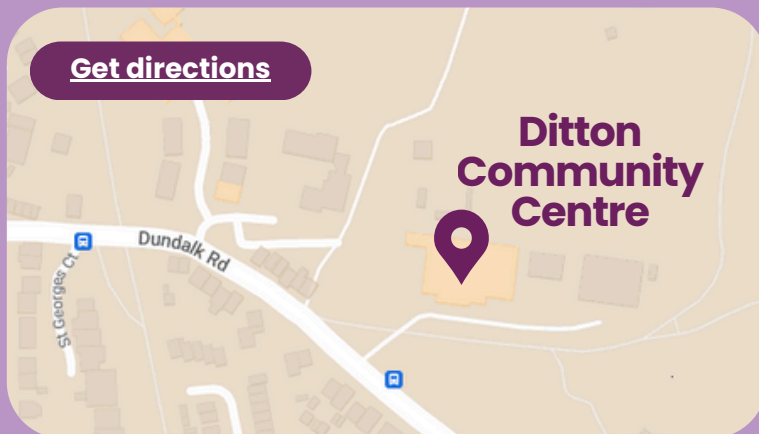 Get directions
Ditton
Community
Centre
Dundalk Rd
St Georges Ct